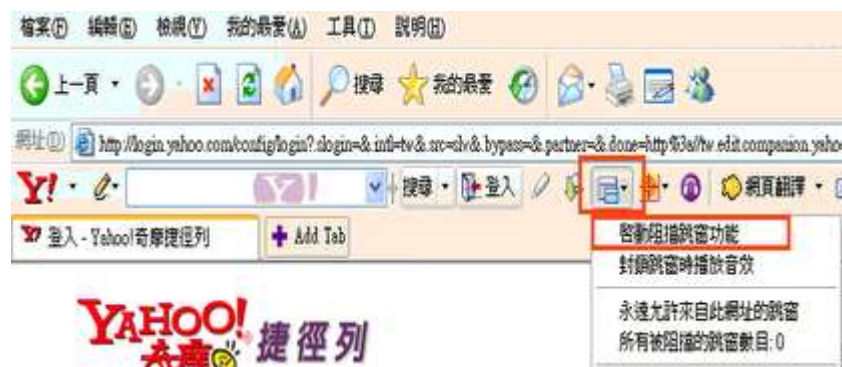 檔案(F) 編輯(E) 檢視(V) 我的最愛(A) 工具(T) 說明(H)
上一頁 搜尋 我的最愛
網址(D) http://login.yahoo.com/config/login?.slogin=&.intl=tw&.src=slv&.bypass=&.partner=&.done=http%3a//tw.edit.companion.yaho
Y! 搜尋 登入 網頁翻譯
登入 - Yahoo!奇摩捷徑列 Add Tab
啟動阻擋跳窗功能
封鎖跳窗時播放音效
永遠允許來自此網址的跳窗
所有被阻擋的跳窗數目: 0
YAHOO! 奇摩 捷徑列